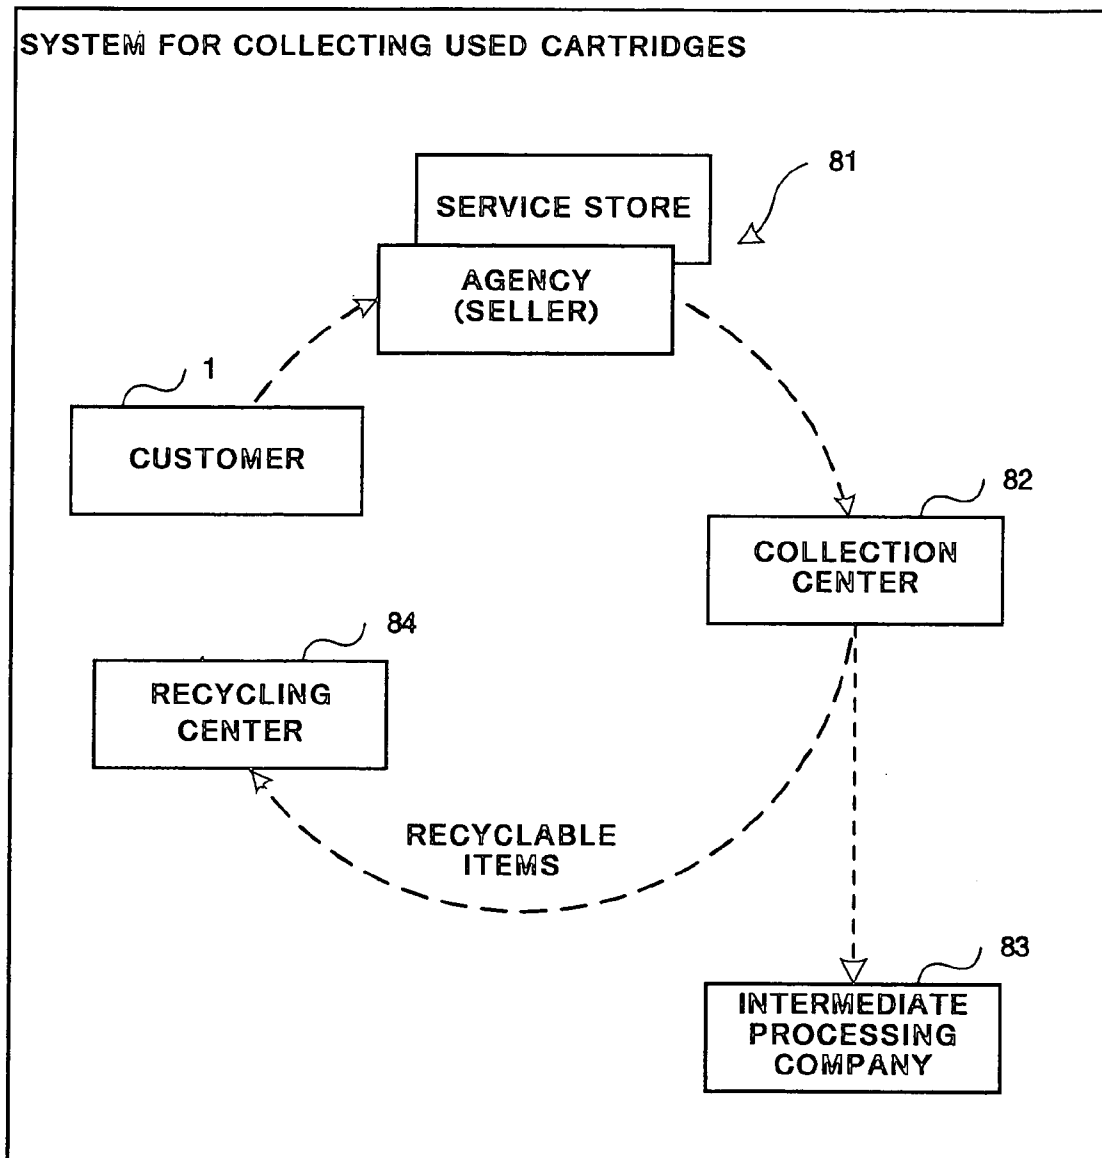 SYSTEM FOR COLLECTING USED CARTRIDGES
81
SERVICE STORE
AGENCY
(SELLER)
1
CUSTOMER
82
COLLECTION
CENTER
84
RECYCLING
CENTER
RECYCLABLE
ITEMS
83
INTERMEDIATE
PROCESSING
COMPANY